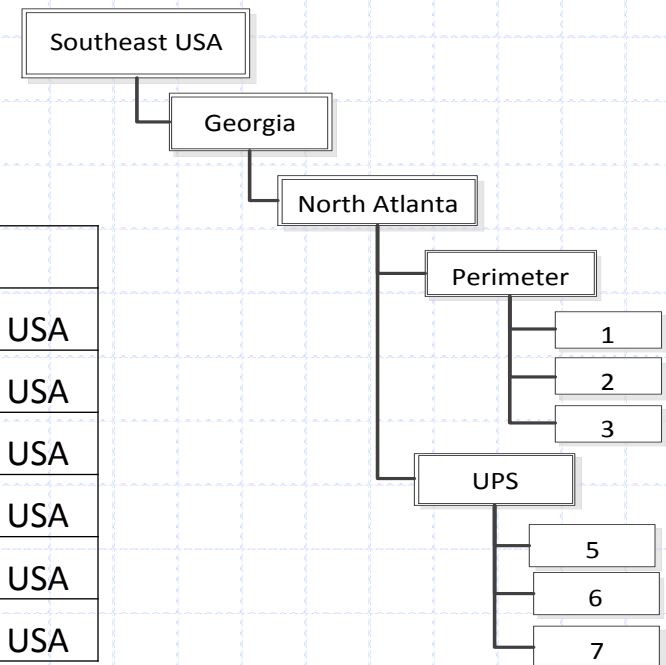 Southeast USA
Georgia
North Atlanta
Perimeter
1
2
3
UPS
5
6
7
USA
USA
USA
USA
USA
USA